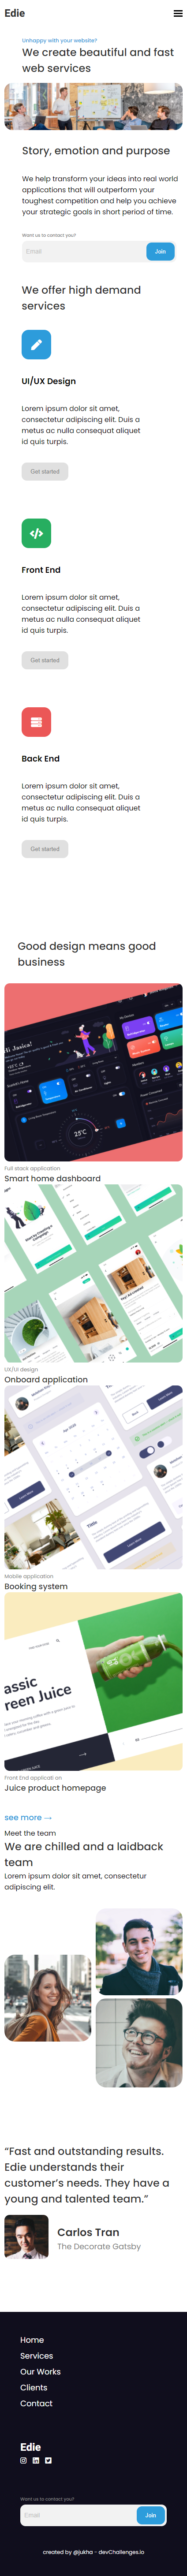 Edie
Unhappy with your website?
We create beautiful and fast
web services
Story, emotion and purpose
We help transform your ideas into real world
applications that will outperform your
toughest competition and help you achieve
your strategic goals in short period of time.
Want us to contact you?
Email
Join
We offer high demand
services
UI/UX Design
Lorem ipsum dolor sit amet,
consectetur adipiscing elit. Duis a
metus ac nulla consequat aliquet
id quis turpis.
Get started
Front End
Lorem ipsum dolor sit amet,
consectetur adipiscing elit. Duis a
metus ac nulla consequat aliquet
id quis turpis.
Get started
Back End
Lorem ipsum dolor sit amet,
consectetur adipiscing elit. Duis a
metus ac nulla consequat aliquet
id quis turpis.
Get started
Good design means good
business
25°C
Full stack application
Smart home dashboard
UX/UI design
Onboard application
Mobile application
Booking system
assic
reen Juice
Front End applicati on
Juice product homepage
see more →
Meet the team
We are chilled and a laidback
team
Lorem ipsum dolor sit amet, consectetur
adipiscing elit.
“Fast and outstanding results.
Edie understands their
customer’s needs. They have a
young and talented team.”
Carlos Tran
The Decorate Gatsby
Home
Services
Our Works
Clients
Contact
Edie
Want us to contact you?
Email
Join
created by @jukha - devChallenges.io